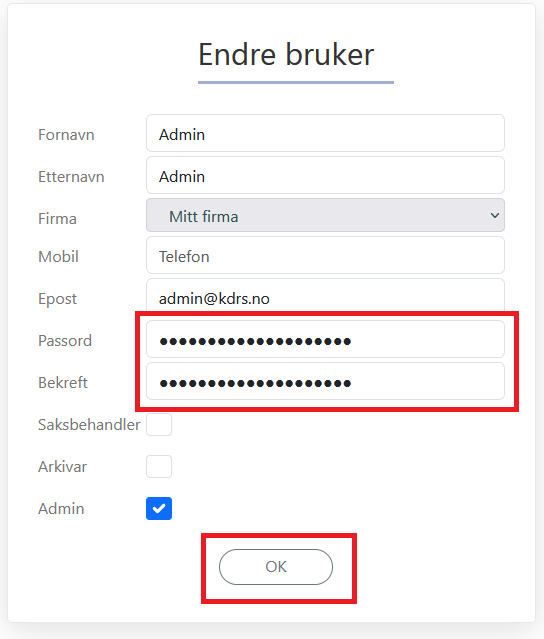 Endre bruker
Fornavn Admin
Etternavn Admin
Firma Mitt firma
Mobil Telefon
Epost admin@kdrs.no
Passord ●●●●●●●●●●●●●●●●●●●●
Bekreft ●●●●●●●●●●●●●●●●●●●●
Saksbehandler
Arkivar
Admin
OK